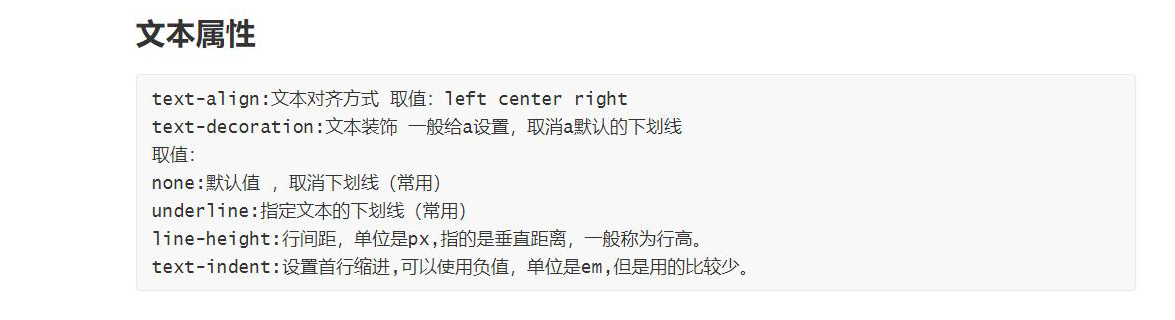 文本属性
text-align:文本对齐方式 取值：left center right
text-decoration:文本装饰 一般给a设置，取消a默认的下划线
取值：
none:默认值 ，取消下划线（常用）
underline:指定文本的下划线（常用）
line-height:行间距，单位是px,指的是垂直距离，一般称为行高。
text-indent:设置首行缩进,可以使用负值，单位是em,但是用的比较少。